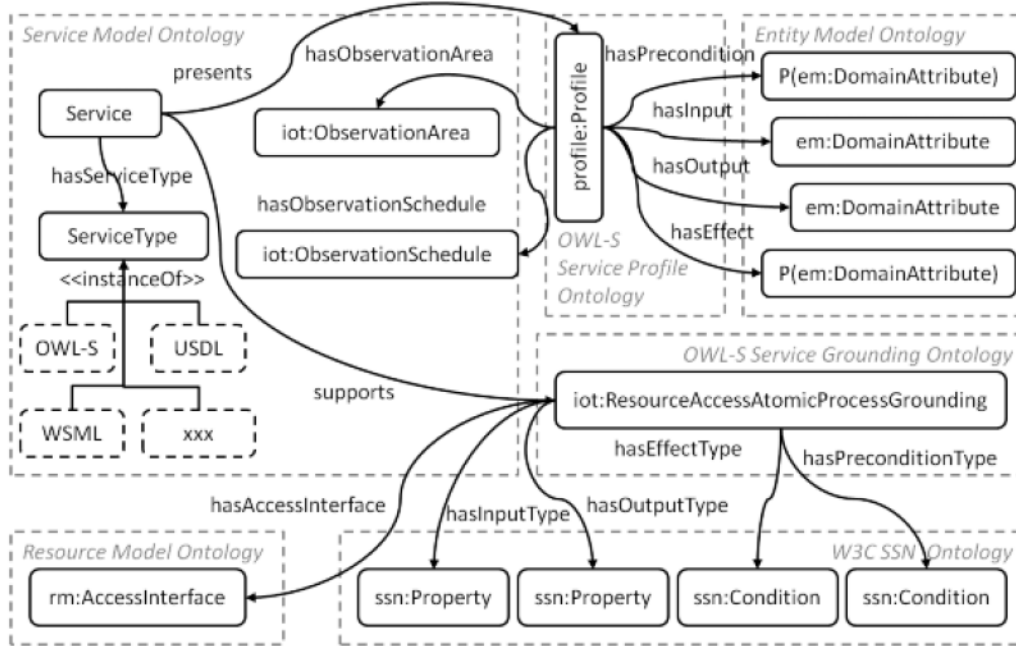 Service Model Ontology
presents
hasObservationArea
hasPrecondition
Entity Model Ontology
Service
iot:ObservationArea
profile:Profile
P(em:DomainAttribute)
hasInput
em:DomainAttribute
hasServiceType
hasOutput
hasObservationSchedule
em:DomainAttribute
ServiceType
iot:ObservationSchedule
OWL-S
Service Profile
Ontology
hasEffect
P(em:DomainAttribute)
<<instanceOf>>
OWL-S
USDL
OWL-S Service Grounding Ontology
supports
iot:ResourceAccessAtomicProcessGrounding
WSML
xxx
hasEffectType
hasPreconditionType
hasAccessInterface
hasInputType
hasOutputType
Resource Model Ontology
W3C SSN Ontology
rm:AccessInterface
ssn:Property
ssn:Property
ssn:Condition
ssn:Condition